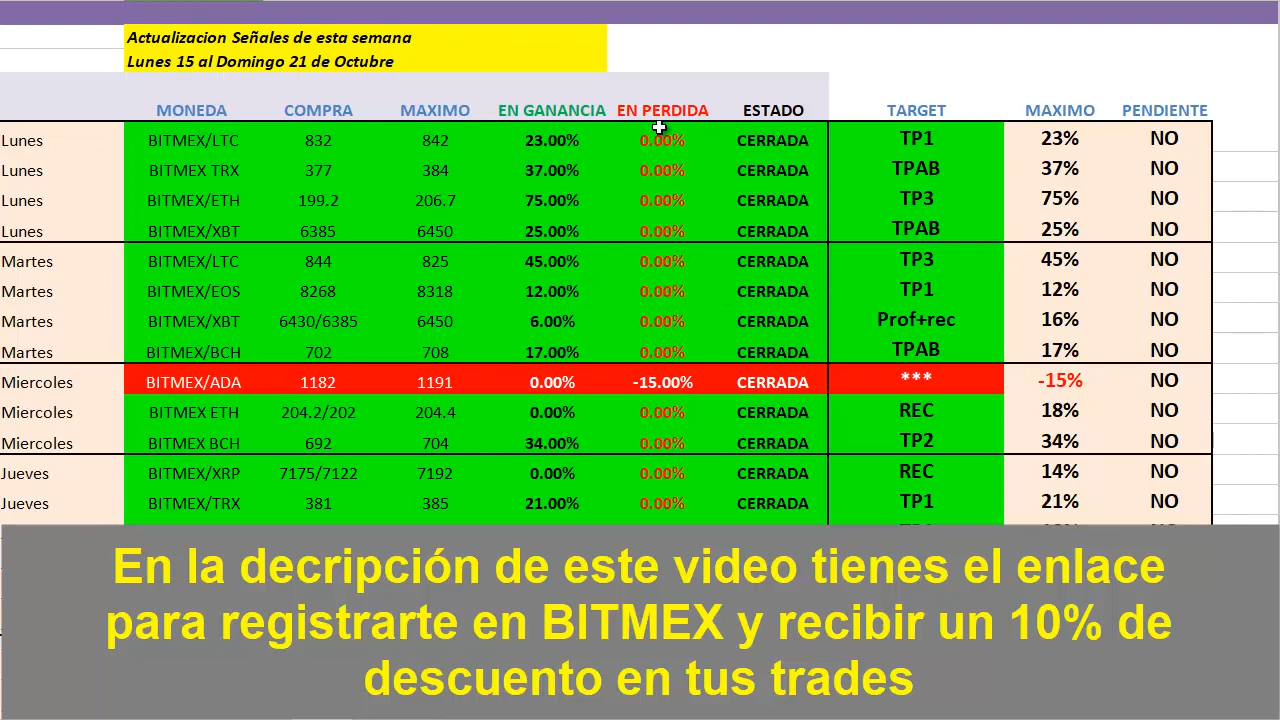 Actualizacion Señales de esta semana
Lunes 15 al Domingo 21 de Octubre
MONEDA COMPRA MAXIMO EN GANANCIA EN PERDIDA ESTADO TARGET MAXIMO PENDIENTE
Lunes BITMEX/LTC 832 842 23.00% 0.00% CERRADA TP1 23% NO
Lunes BITMEX TRX 377 384 37.00% 0.00% CERRADA TPAB 37% NO
Lunes BITMEX/ETH 199.2 206.7 75.00% 0.00% CERRADA TP3 75% NO
Lunes BITMEX/XBT 6385 6450 25.00% 0.00% CERRADA TPAB 25% NO
Martes BITMEX/LTC 844 825 45.00% 0.00% CERRADA TP3 45% NO
Martes BITMEX/EOS 8268 8318 12.00% 0.00% CERRADA TP1 12% NO
Martes BITMEX/XBT 6430/6385 6450 6.00% 0.00% CERRADA Prof+rec 16% NO
Martes BITMEX/BCH 702 708 17.00% 0.00% CERRADA TPAB 17% NO
Miercoles BITMEX/ADA 1182 1191 0.00% -15.00% CERRADA *** -15% NO
Miercoles BITMEX ETH 204.2/202 204.4 0.00% 0.00% CERRADA REC 18% NO
Miercoles BITMEX BCH 692 704 34.00% 0.00% CERRADA TP2 34% NO
Jueves BITMEX/XRP 7175/7122 7192 0.00% 0.00% CERRADA REC 14% NO
Jueves BITMEX/TRX 381 385 21.00% 0.00% CERRADA TP1 21% NO
En la decripción de este video tienes el enlace
para registrarte en BITMEX y recibir un 10% de
descuento en tus trades